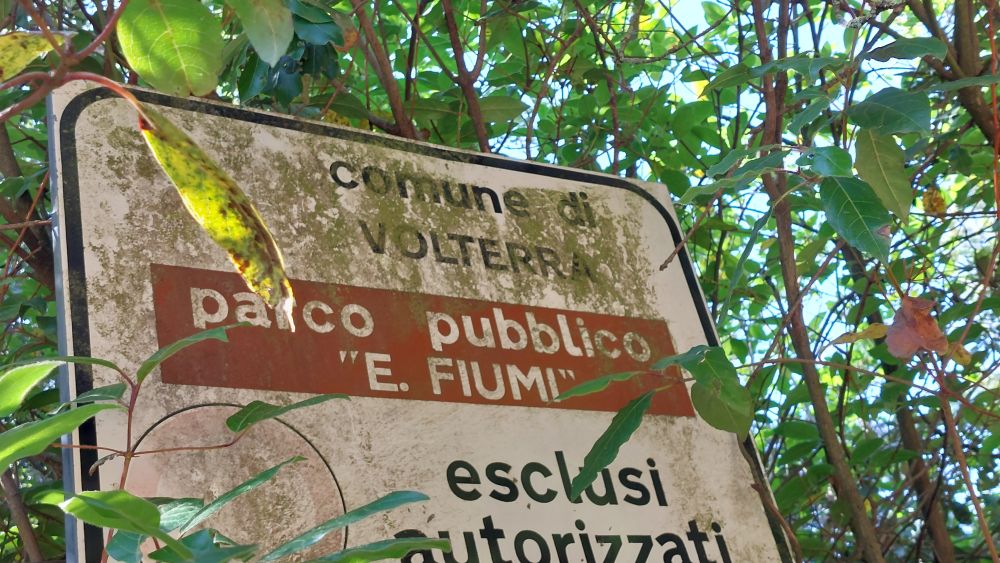 comune di
VOLTERRA
parco pubblico
"E. FIUMI"
esclusi
autorizzati